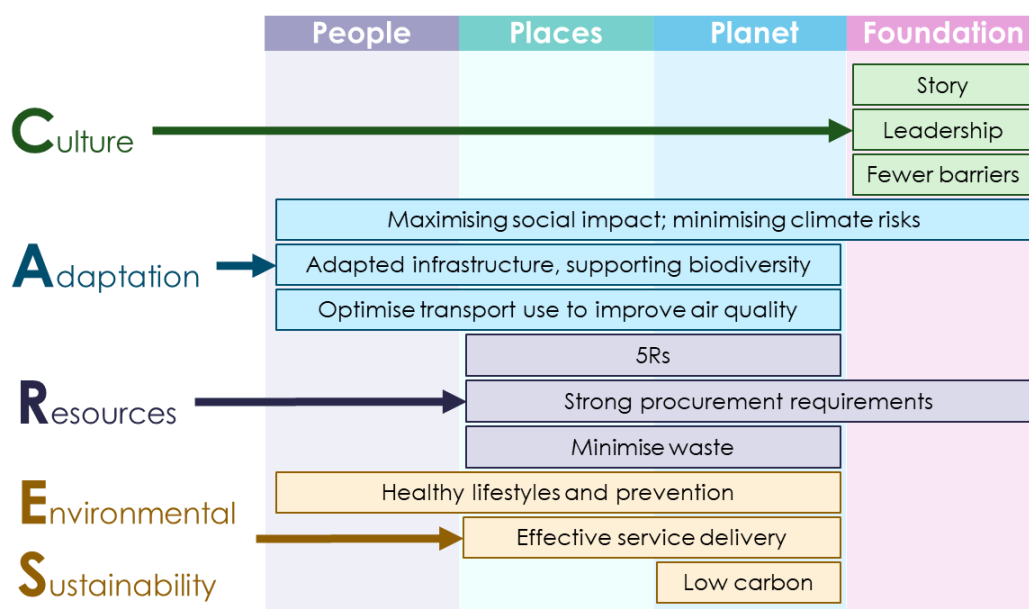 People Places Planet Foundation
Story
Culture
Leadership
Fewer barriers
Maximising social impact; minimising climate risks
Adaptation
Adapted infrastructure, supporting biodiversity
Optimise transport use to improve air quality
5Rs
Resources
Strong procurement requirements
Minimise waste
Healthy lifestyles and prevention
Environmental
Effective service delivery
Sustainability
Low carbon